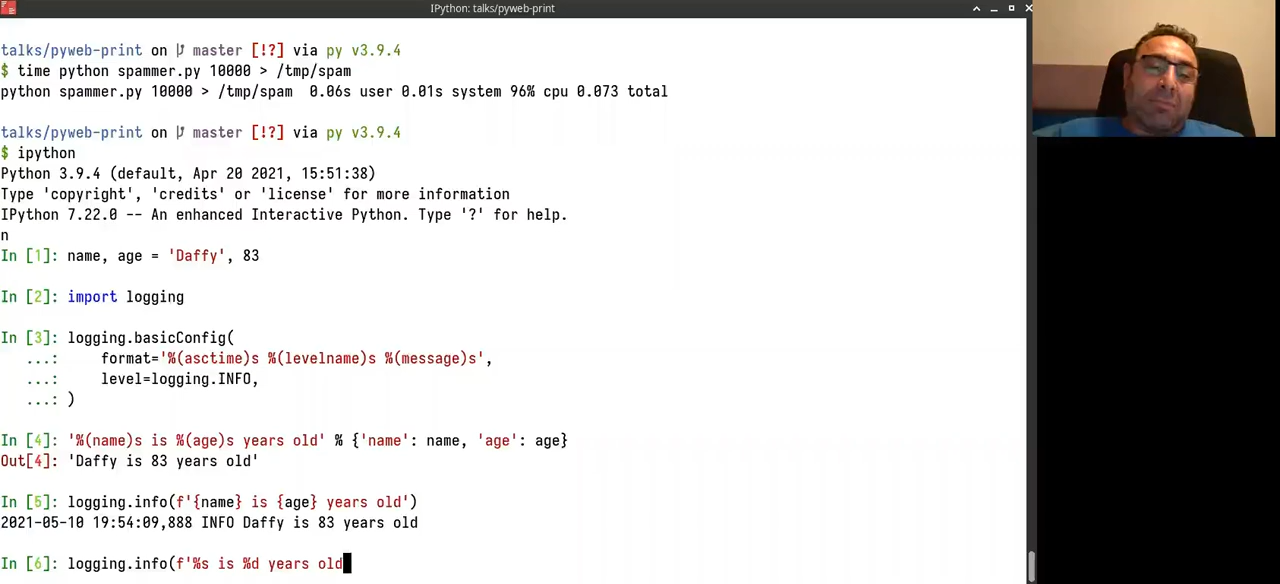 IPython: talks/pyweb-print
talks/pyweb-print on master [!?] via py v3.9.4
$ time python spammer.py 10000 > /tmp/spam
python spammer.py 10000 > /tmp/spam  0.06s user 0.01s system 96% cpu 0.073 total
talks/pyweb-print on master [!?] via py v3.9.4
$ ipython
Python 3.9.4 (default, Apr 20 2021, 15:51:38)
Type 'copyright', 'credits' or 'license' for more information
IPython 7.22.0 -- An enhanced Interactive Python. Type '?' for help.
n
In [1]: name, age = 'Daffy', 83
In [2]: import logging
In [3]: logging.basicConfig(
   ...:     format='%(asctime)s %(levelname)s %(message)s',
   ...:     level=logging.INFO,
   ...: )
In [4]: '%(name)s is %(age)s years old' % {'name': name, 'age': age}
Out[4]: 'Daffy is 83 years old'
In [5]: logging.info(f'{name} is {age} years old')
2021-05-10 19:54:09,888 INFO Daffy is 83 years old
In [6]: logging.info(f'%s is %d years old